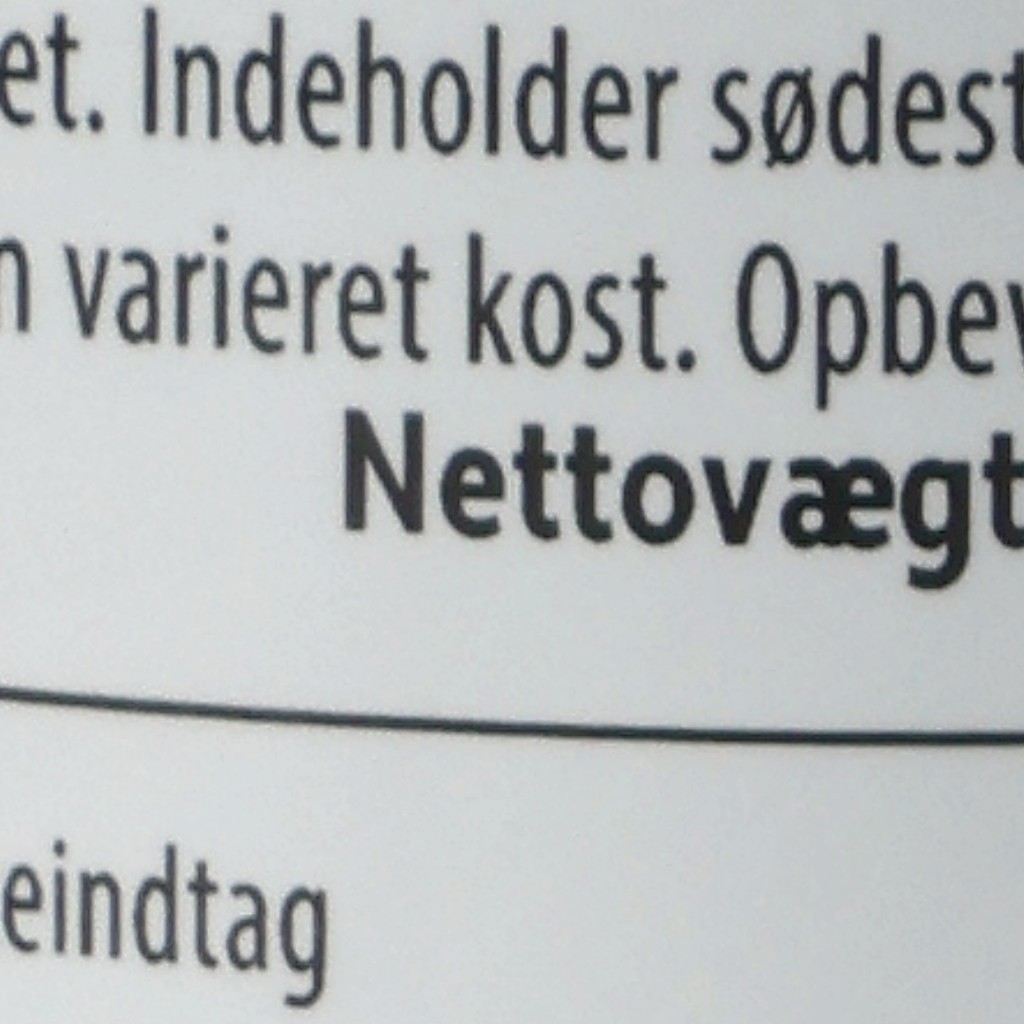 et. Indeholder sødest
n varieret kost. Opbev
Nettovægt
eindtag